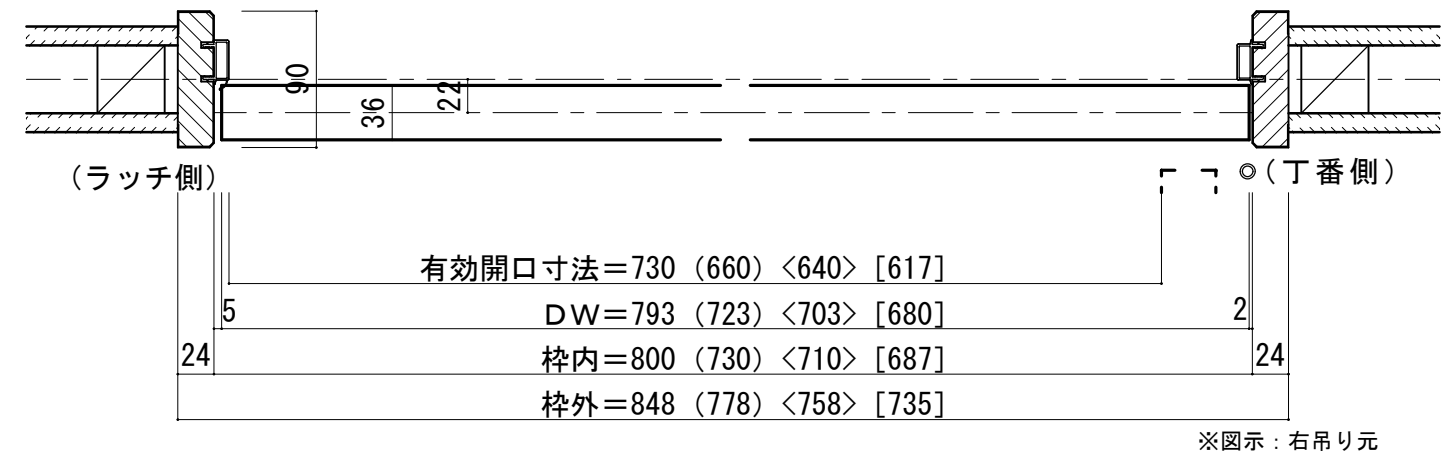 90
36
22
（ラッチ側）
◎（丁番側）
有効開口寸法＝730 (660) <640> [617]
5
ＤＷ＝793 (723) <703> [680]
2
24
枠内＝800 (730) <710> [687]
24
枠外＝848 (778) <758> [735]
※図示：右吊り元